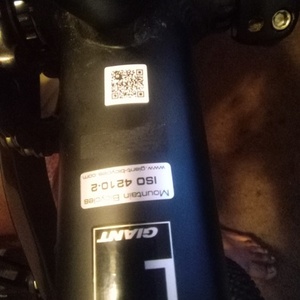 Mountain Bicycles
ISO 4210-2
www.giant-bicycles.com
GIANT
L